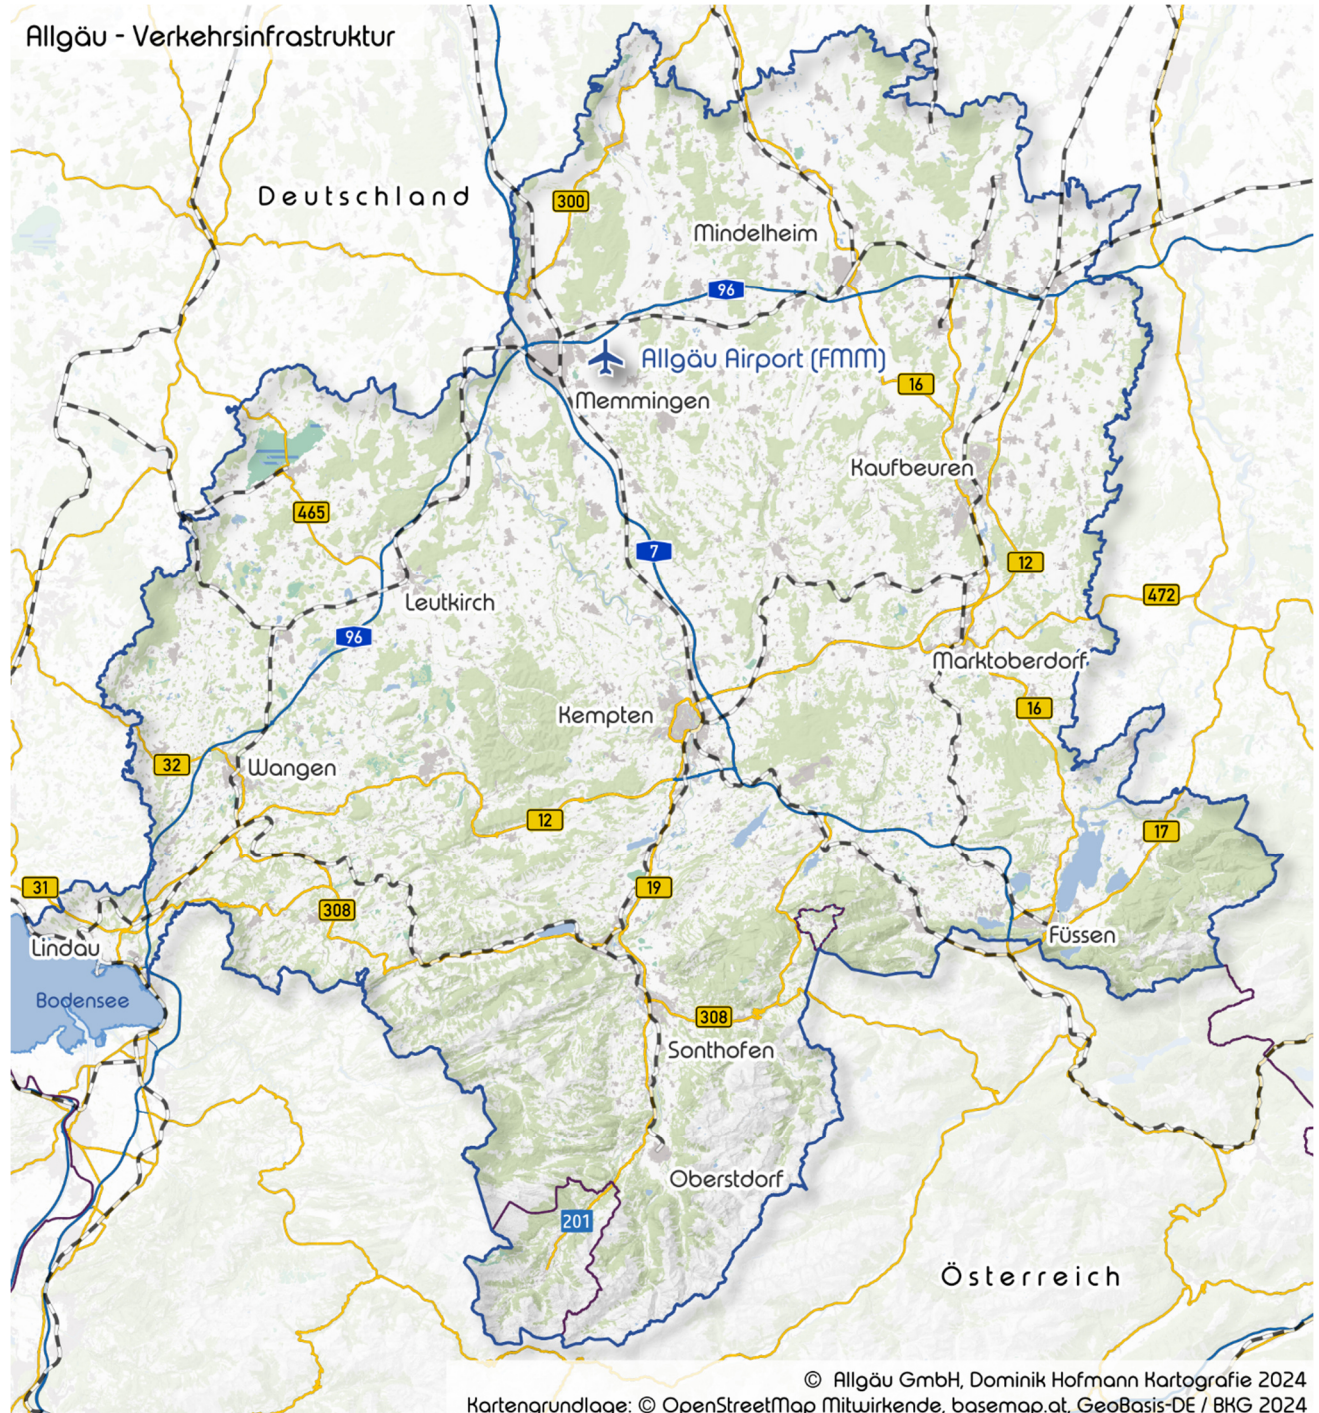 Allgäu - Verkehrsinfrastruktur
Deutschland
300
Mindelheim
96
Allgäu Airport (FMM)
16
Memmingen
Kaufbeuren
465
7
12
472
Leutkirch
96
Marktoberdorf
16
Kempten
32
Wangen
12
17
31
19
308
Lindau
Füssen
Bodensee
308
Sonthofen
Oberstdorf
201
Österreich
© Allgäu GmbH, Dominik Hofmann Kartografie 2024
Kartengrundlage: © OpenStreetMap Mitwirkende, basemap.at, GeoBasis-DE / BKG 2024